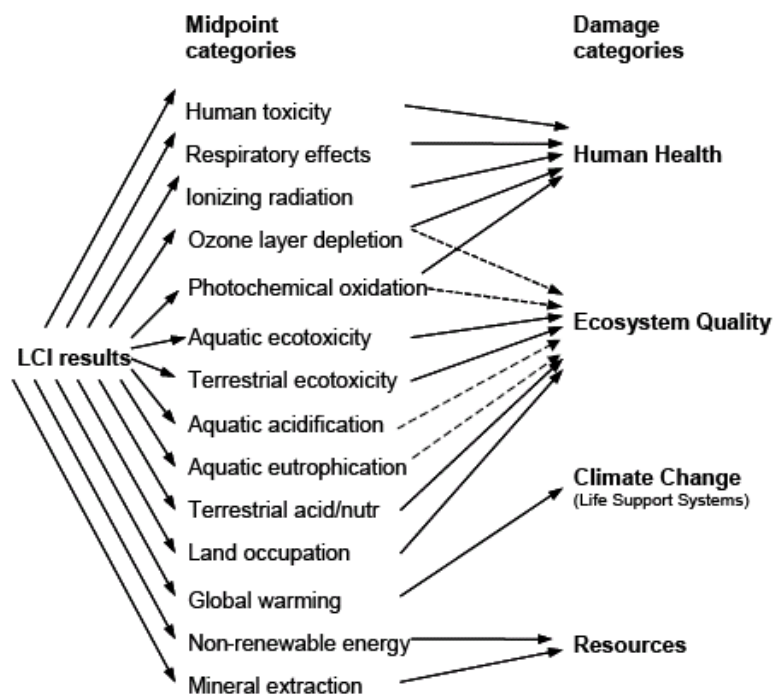 Midpoint
categories
Damage
categories
Human toxicity
Respiratory effects
Human Health
Ionizing radiation
Ozone layer depletion
Photochemical oxidation
Ecosystem Quality
Aquatic ecotoxicity
LCI results
Terrestrial ecotoxicity
Aquatic acidification
Aquatic eutrophication
Climate Change
(Life Support Systems)
Terrestrial acid/nutr
Land occupation
Global warming
Non-renewable energy
Resources
Mineral extraction